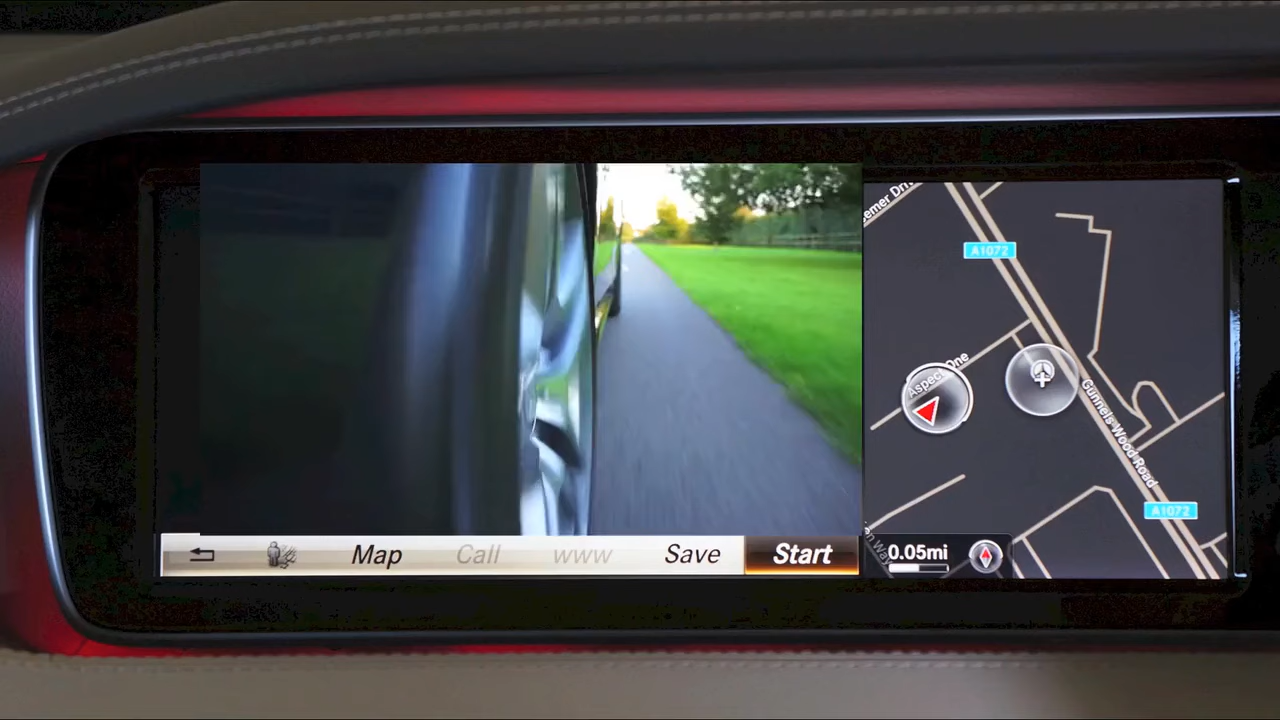 A1072
Aspect One
Gunnels Wood Road
A1072
0.05mi
Map Call www Save Start